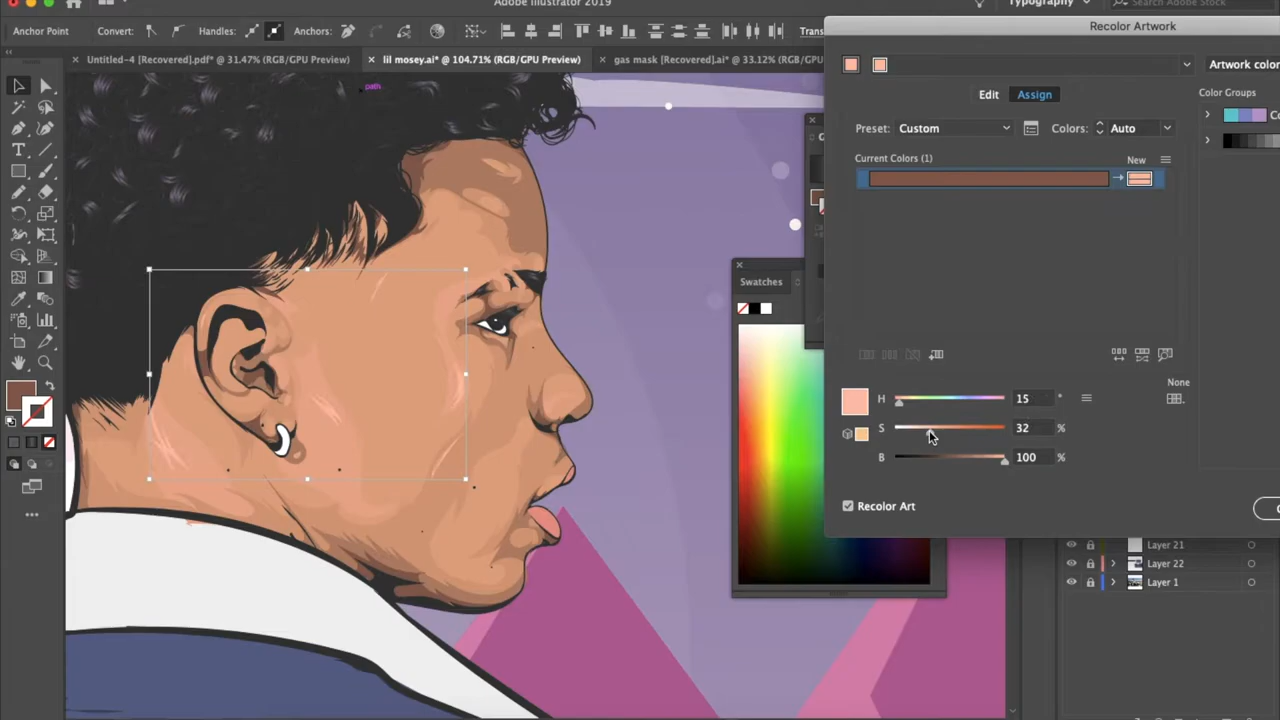 Adobe Illustrator 2019
Typography
Search Adobe Stock
Anchor Point
Convert:
Handles:
Anchors:
Trans
Recolor Artwork
× Untitled-4 [Recovered].pdf* @ 31.47% (RGB/GPU Preview)
× lil mosey.ai* @ 104.71% (RGB/GPU Preview)
× gas mask [Recovered].ai* @ 33.12% (RGB/GPU
Artwork color
path
Edit
Assign
Color Groups
Preset: Custom
Colors: Auto
Current Colors (1)
New
Swatches
None
H 15 °
S 32 %
B 100 %
Recolor Art
Layer 21
Layer 22
Layer 1